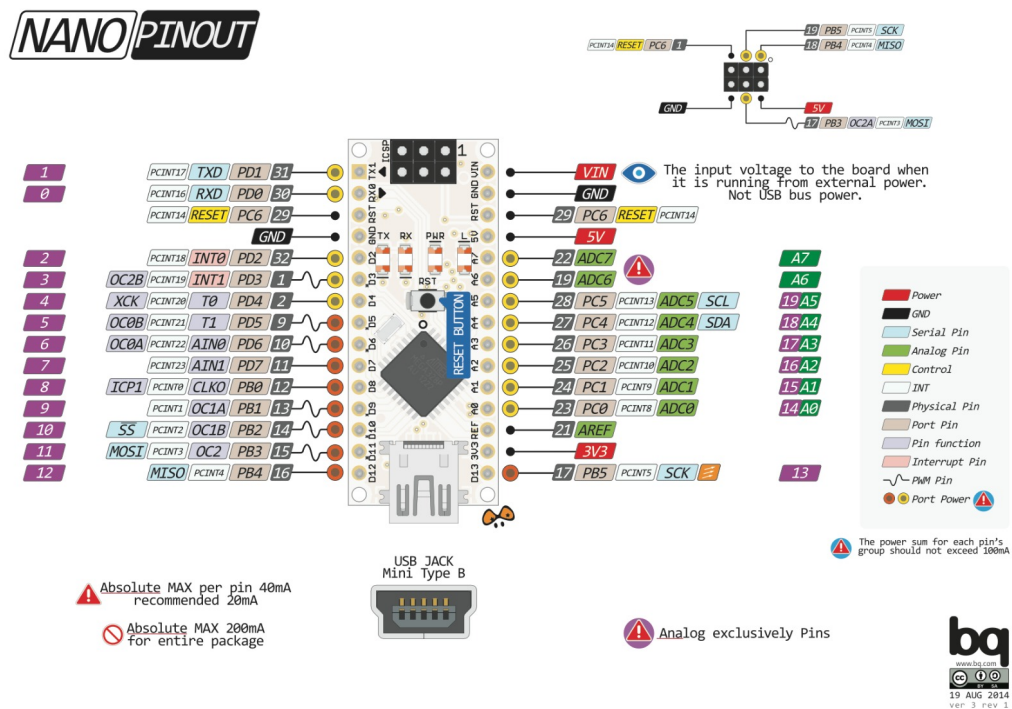 NANO PINOUT
19 PB5 PCINT5 SCK
18 PB4 PCINT4 MISO
PCINT14 RESET PC6 1
GND
5V
17 PB3 OC2A PCINT3 MOSI
1 PCINT17 TXD PD1 31
0 PCINT16 RXD PD0 30
PCINT14 RESET PC6 29
GND
2 PCINT18 INT0 PD2 32
3 OC2B PCINT19 INT1 PD3 1
4 XCK PCINT20 T0 PD4 2
5 OC0B PCINT21 T1 PD5 9
6 OC0A PCINT22 AIN0 PD6 10
7 PCINT23 AIN1 PD7 11
8 ICP1 PCINT0 CLKO PB0 12
9 PCINT1 OC1A PB1 13
10 SS PCINT2 OC1B PB2 14
11 MOSI PCINT3 OC2 PB3 15
12 MISO PCINT4 PB4 16
ICSP
1
TX1
RX0
RST
GND
D2
D3
D4
D5
D6
D7
D8
D9
D10
D11
D12
TX RX PWR L
RST
RESET BUTTON
VIN
GND
RST
5V
A7
A6
A5
A4
A3
A2
A1
A0
REF
3V3
D13
VIN
The input voltage to the board when
it is running from external power.
Not USB bus power.
GND
29 PC6 RESET PCINT14
5V
22 ADC7 A7
19 ADC6 A6
28 PC5 PCINT13 ADC5 SCL 19 A5
27 PC4 PCINT12 ADC4 SDA 18 A4
26 PC3 PCINT11 ADC3 17 A3
25 PC2 PCINT10 ADC2 16 A2
24 PC1 PCINT9 ADC1 15 A1
23 PC0 PCINT8 ADC0 14 A0
21 AREF
3V3
17 PB5 PCINT5 SCK 13
Power
GND
Serial Pin
Analog Pin
Control
INT
Physical Pin
Port Pin
Pin function
Interrupt Pin
PWM Pin
Port Power
The power sum for each pin's
group should not exceed 100mA
USB JACK
Mini Type B
Absolute MAX per pin 40mA
recommended 20mA
Absolute MAX 200mA
for entire package
Analog exclusively Pins
bq
www.bq.com
cc BY SA
19 AUG 2014
ver 3 rev 1